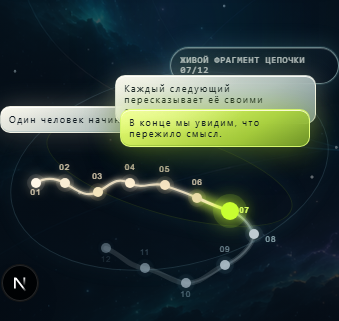 ЖИВОЙ ФРАГМЕНТ ЦЕПОЧКИ
07/12
Каждый следующий
пересказывает её своими
Один человек
В конце мы увидим, что
пережило смысл.
02
04
05
03
01
06
07
08
09
11
12
10
N